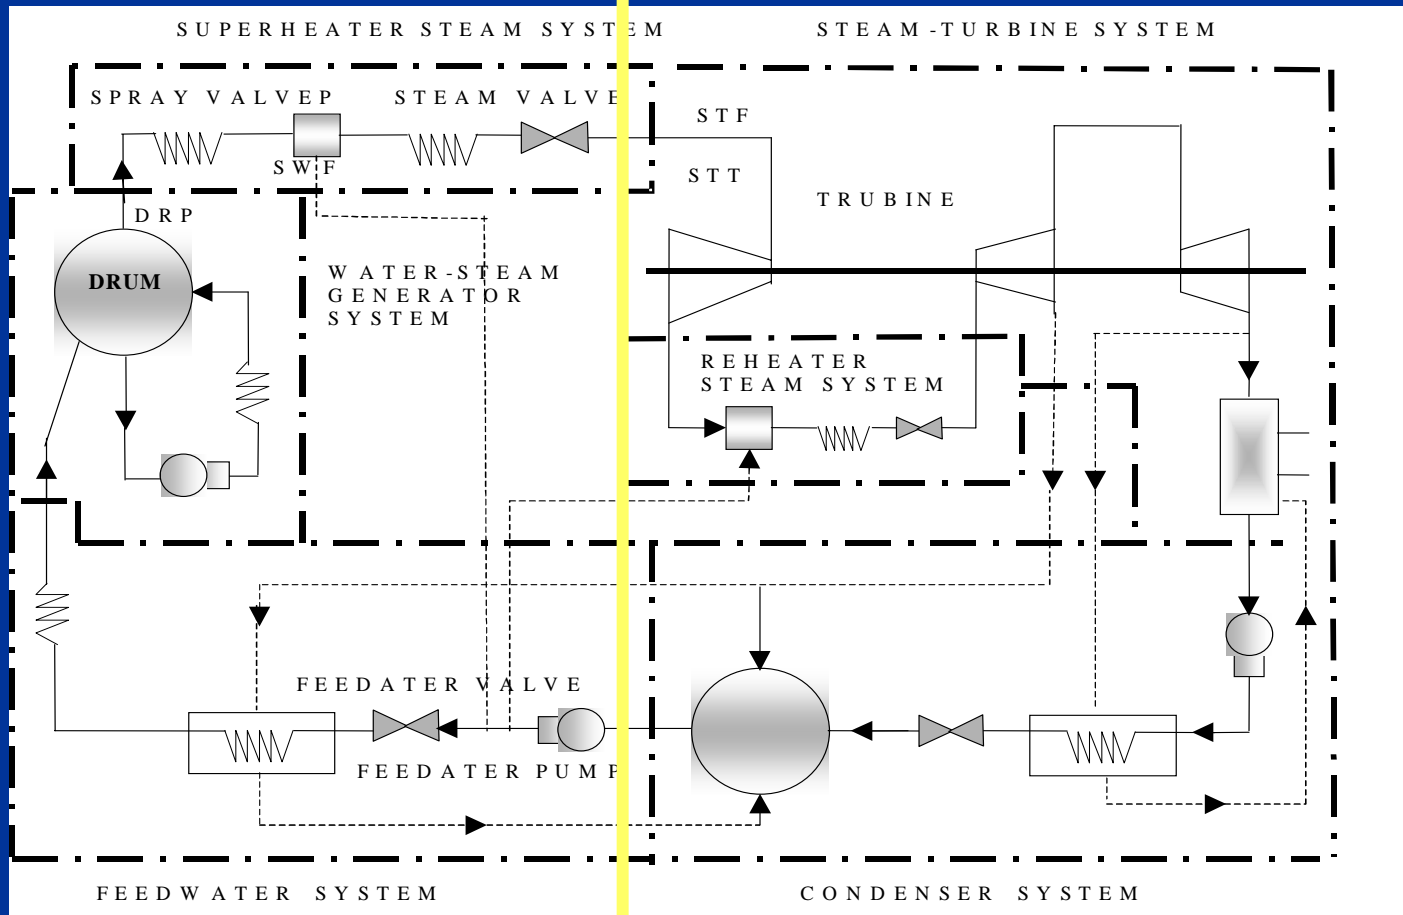 SUPERHEATER STEAM SYSTEM
STEAM-TURBINE SYSTEM
SPRAY VALVEP
STEAM VALVE
STF
SWF
STT
TRUBINE
DRP
DRUM
WATER-STEAM
GENERATOR
SYSTEM
REHEATER
STEAM SYSTEM
FEEDATER VALVE
FEEDATER PUMP
FEEDWATER SYSTEM
CONDENSER SYSTEM